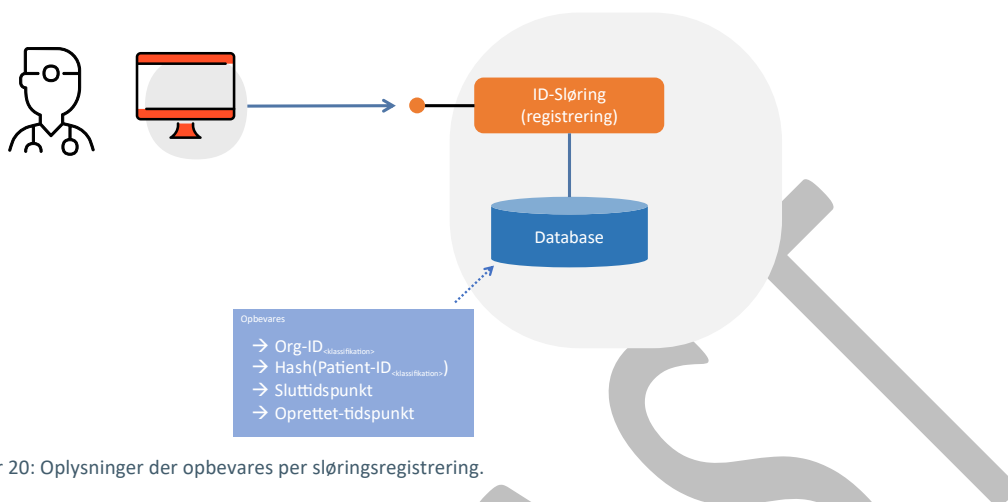 ID-Sløring
(registrering)
Database
Opbevares
→ Org-ID<klassifikation>
→ Hash(Patient-ID<klassifikation>)
→ Sluttidspunkt
→ Oprettet-tidspunkt
r 20: Oplysninger der opbevares per sløringsregistrering.